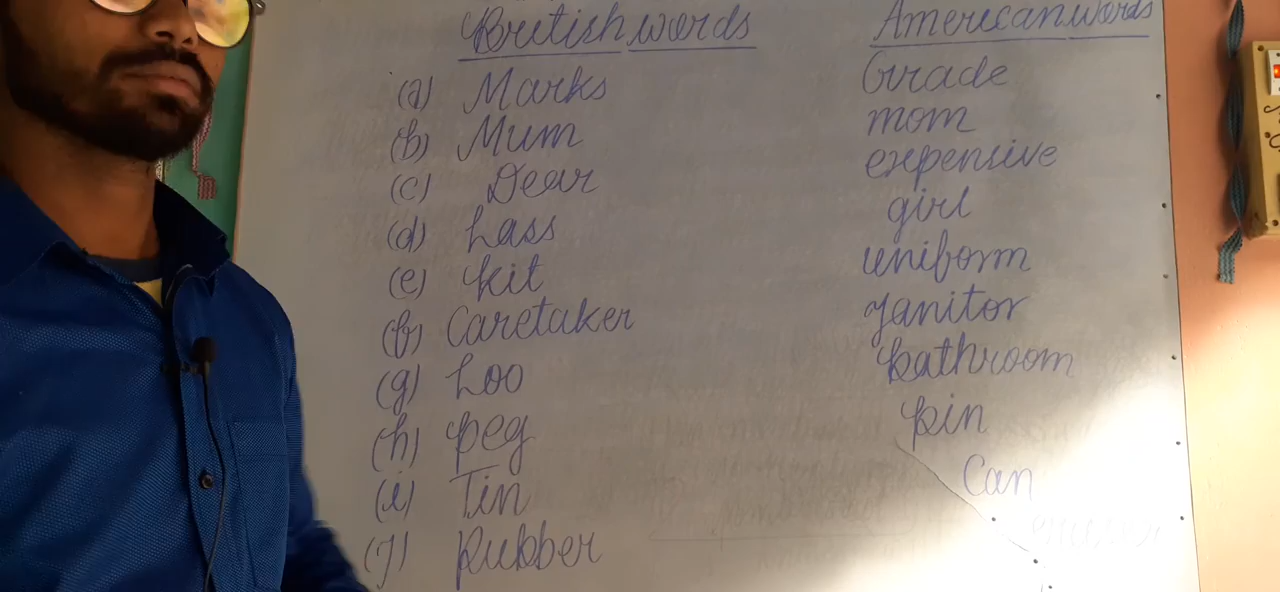 British words American words
(a) Marks Grade
(b) Mum mom
(c) Dear expensive
(d) Lass girl
(e) kit uniform
(f) Caretaker Janitor
(g) Loo bathroom
(h) peg pin
(i) Tin Can
(j) Rubber